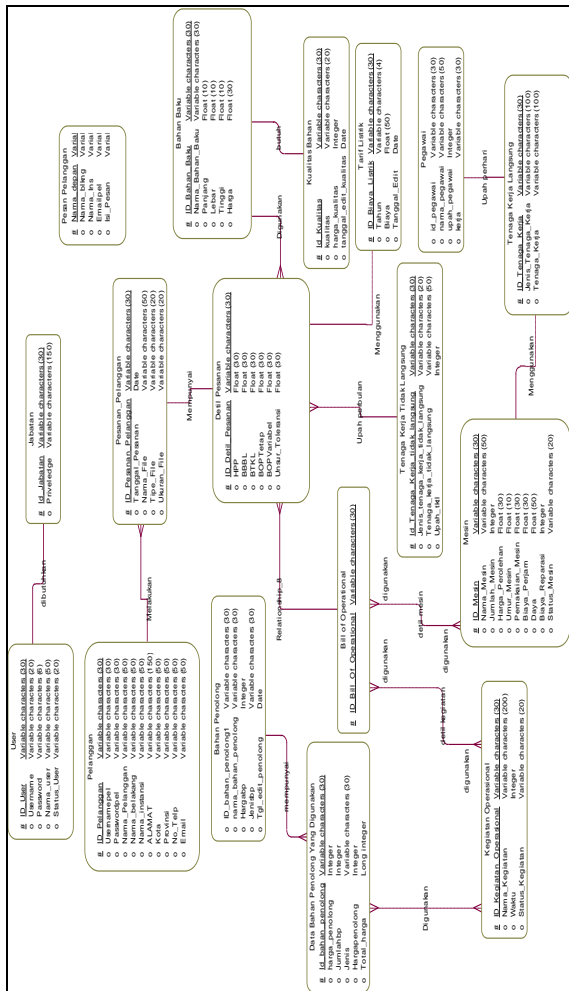 User
# ID_User Variable characters (30)
o Username Variable characters (20)
o Password Variable characters (6)
o Nama_user Variable characters (50)
o Status_User Variable characters (20)
dibutuhkan
Jabatan
# Id_Jabatan Variable characters (30)
o Priveledge Variable characters (150)
Pesan Pelanggan
# Nama_depan
o Nama_blkng
o Nama_Ins
o Emailpel
o Isi_Pesan
Pelanggan
# ID_Pelanggan Variable characters (30)
o Usernamepel Variable characters (30)
o Passwordpel Variable characters (30)
o Nama_Pelanggan Variable characters (50)
o Nama_belakang Variable characters (50)
o Nama_instansi Variable characters (50)
o ALAMAT Variable characters (150)
o Kota Variable characters (50)
o Provinsi Variable characters (50)
o No_Telp Variable characters (50)
o Email Variable characters
Melakukan
Pesanan_Pelanggan
# ID_Pesanan_Pelanggan Variable characters (30)
o Tanggal_Pesanan Date
o Nama_File Variable characters (50)
o Tipe_File Variable characters (20)
o Ukuran_File Variable characters (20)
Mempunyai
Bahan Baku
# ID_Bahan_Baku Variable characters (30)
o Nama_Bahan_Baku Variable characters (30)
o Panjang Float (10)
o Lebar Float (10)
o Tinggi Float (10)
o Harga Float (30)
Digunakan
butuh
Bahan Penolong
o ID_bahan_penolong1 Variable characters (30)
o nama_bahan_penolong Variable characters (30)
o Hargabp Integer
o Jenisbp Variable characters (30)
o Tgl_edit_penolong Date
mempunyai
Relationship_8
Detil Pesanan
# ID_Detil_Pesanan Variable characters (30)
o HPP Float (30)
o BBBL Float (30)
o BTKL Float (30)
o BOPTetap Float (30)
o BOPVariabel Float (30)
o Unsur_Toleransi Float (30)
Kualitas Bahan
# Id_Kualitas Variable characters (30)
o kualitas Variable characters (20)
o harga_kualitas Integer
o tanggal_edit_kualitas Date
Data Bahan Penolong Yang Digunakan
# Id_bahan_penolong Variable characters (30)
o harga_penolong Integer
o Jumlahbp Integer
o Jenis Variable characters (30)
o Hargapenolong Integer
o Total_harga Long integer
Bill of Operational
# ID_Bill_Of_Operational Variable characters (30)
Upah perbulan
Menggunakan
Tarif Listrik
# ID_Biaya_Listrik Variable characters (30)
o Tahun Variable characters (4)
o Biaya Float (50)
o Tanggal_Edit Date
digunakan
detil kegiatan
digunakan
detil mesin
digunakan
Tenaga Kerja Tidak Langsung
# Id_Tenaga_Kerja_tidak_langsung Variable characters (30)
o Jenis_tenaga_kerja_tidak_langsung Variable characters (20)
o Tenaga_kerja_tidak_langsung Variable characters (50)
o Upah_tktl Integer
Pegawai
o id_pegawai Variable characters (30)
o nama_pegawai Variable characters (50)
o upah_pegawai Integer
o kerja Variable characters (30)
Digunakan
digunakan
Mesin
# ID_Mesin Variable characters (30)
o Nama_Mesin Variable characters (50)
o Jumlah_Mesin Integer
o Harga_Perolehan Float (30)
o Umur_Mesin Float (10)
o Pemakaian_Mesin Float (30)
o Biaya_Perjam Float (30)
o Daya Float (50)
o Biaya_Reparasi Integer
o Status_Mesin Variable characters (20)
Upah perhari
Kegiatan Operasional
# ID_Kegiatan_Operasional Variable characters (30)
o Nama_Kegiatan Variable characters (200)
o Waktu Integer
o Status_Kegiatan Variable characters (20)
Menggunakan
Tenaga Kerja Langsung
# ID_Tenaga_Kerja Variable characters (30)
o Jenis_Tenaga_Kerja Variable characters (100)
o Tenaga_Kerja Variable characters (100)